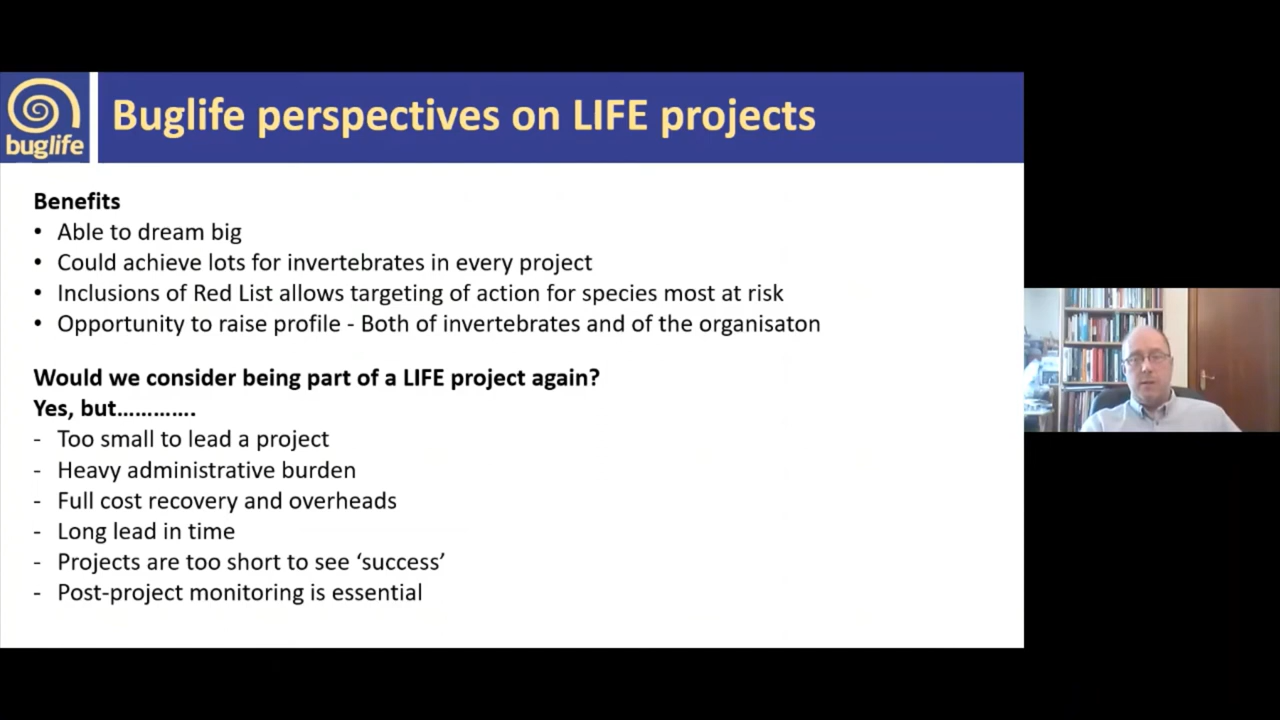 buglife
Buglife perspectives on LIFE projects
Benefits
• Able to dream big
• Could achieve lots for invertebrates in every project
• Inclusions of Red List allows targeting of action for species most at risk
• Opportunity to raise profile - Both of invertebrates and of the organisaton
Would we consider being part of a LIFE project again?
Yes, but………….
- Too small to lead a project
- Heavy administrative burden
- Full cost recovery and overheads
- Long lead in time
- Projects are too short to see ‘success’
- Post-project monitoring is essential